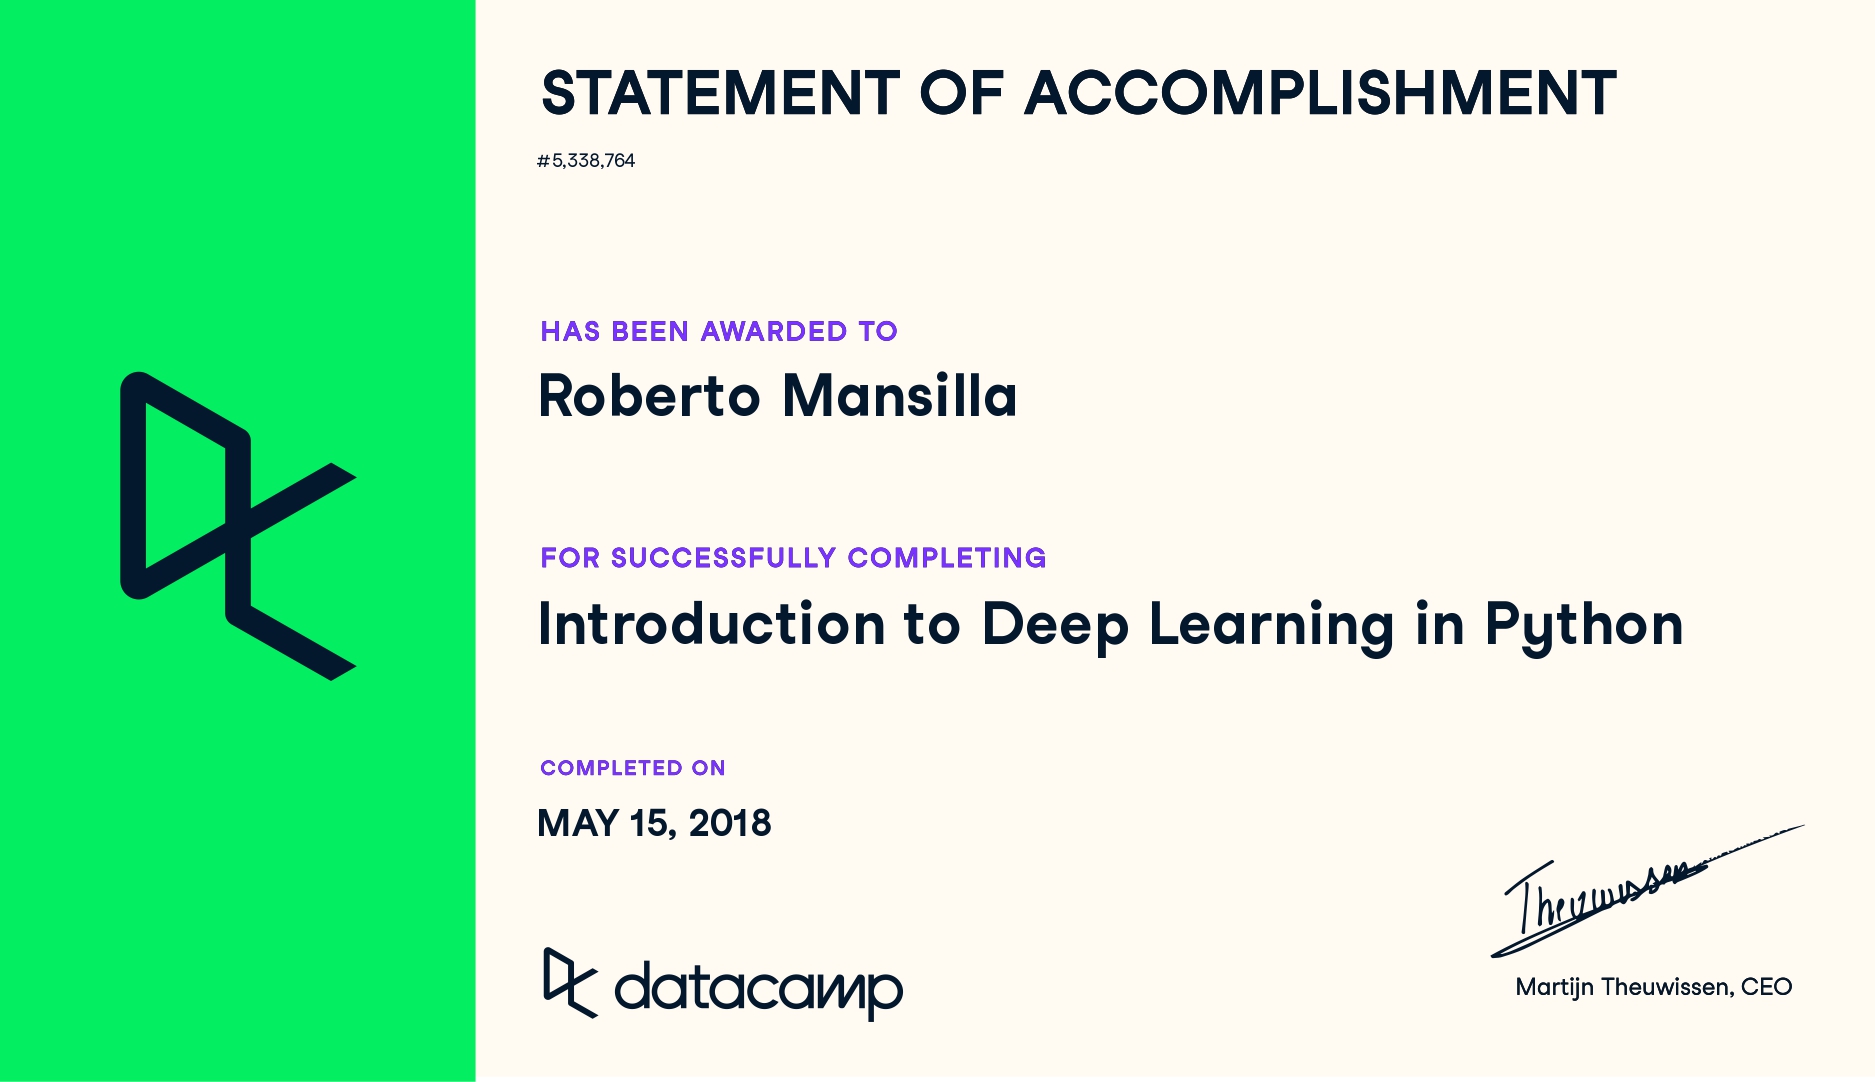 STATEMENT OF ACCOMPLISHMENT
#5,338,764
HAS BEEN AWARDED TO
Roberto Mansilla
FOR SUCCESSFULLY COMPLETING
Introduction to Deep Learning in Python
COMPLETED ON
MAY 15, 2018
Theuwissen
datacamp
Martijn Theuwissen, CEO